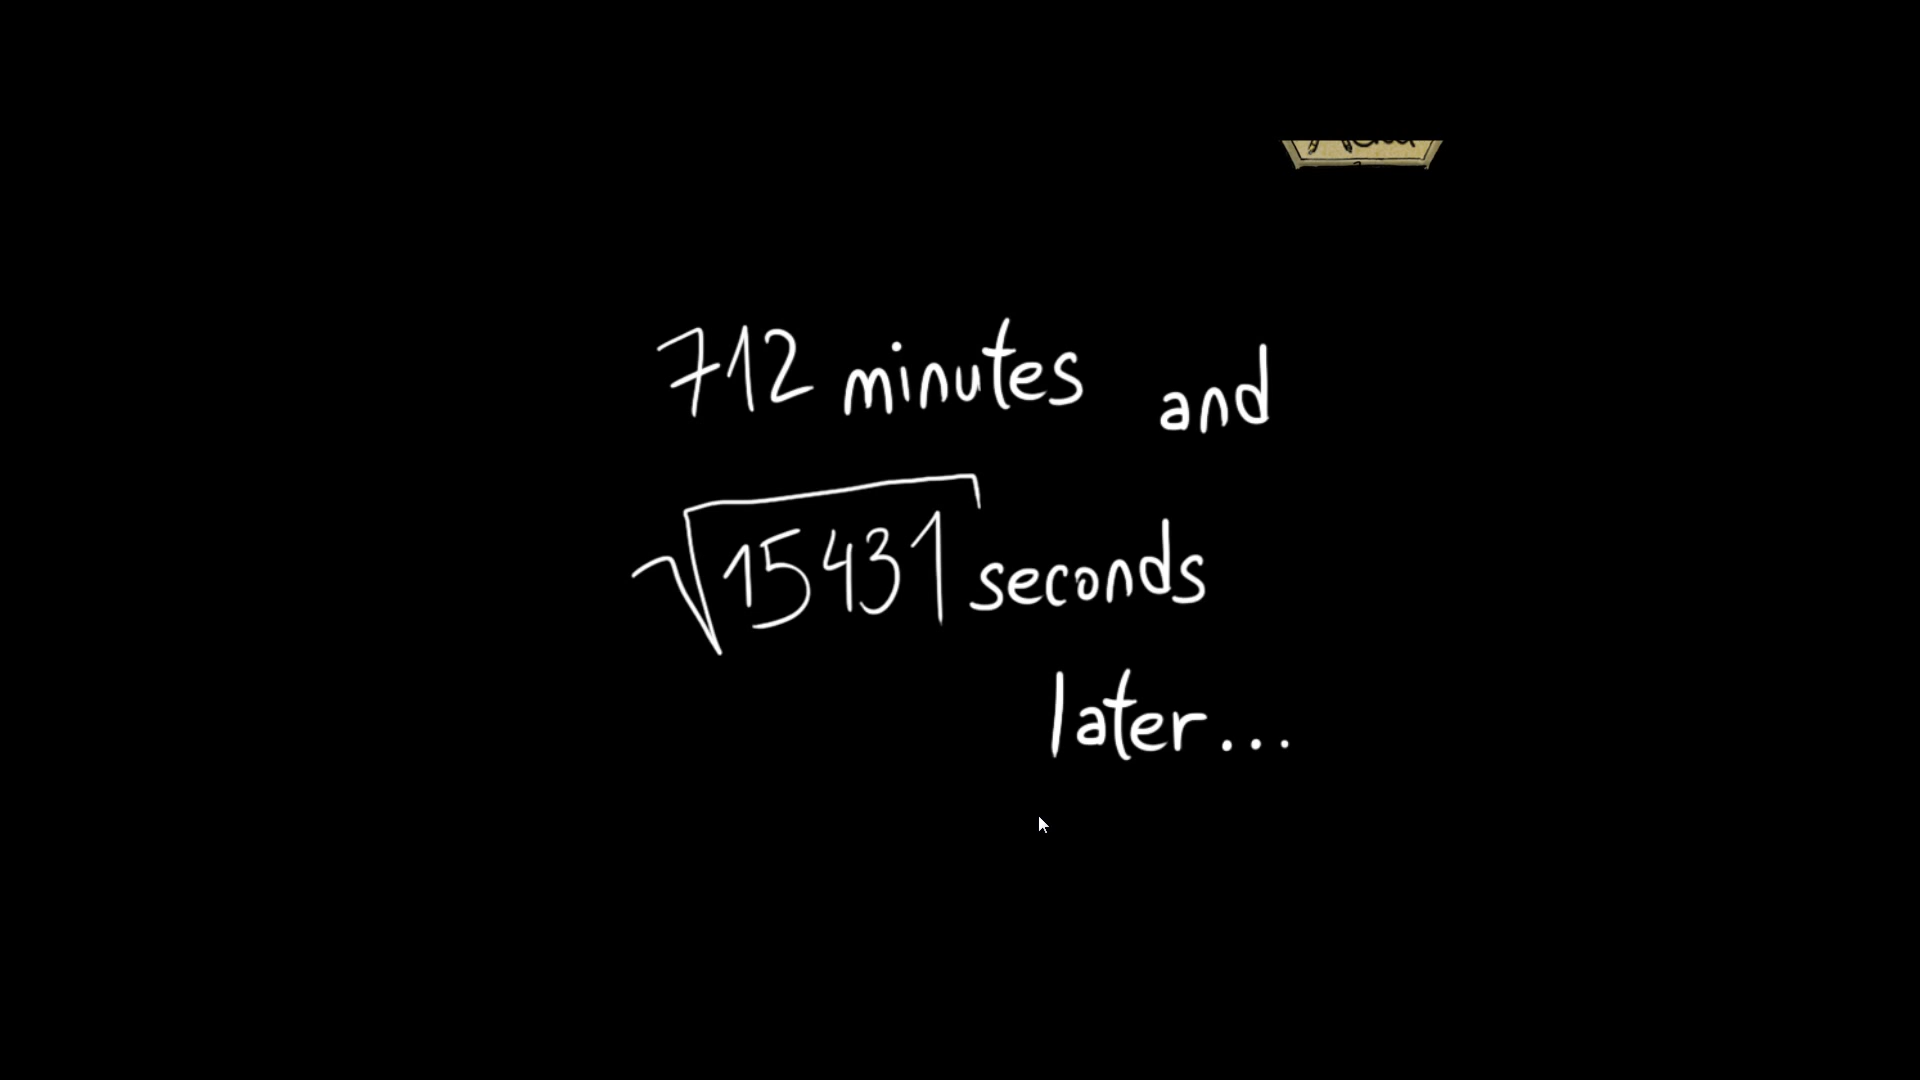 712 minutes and
√15431 seconds
later...